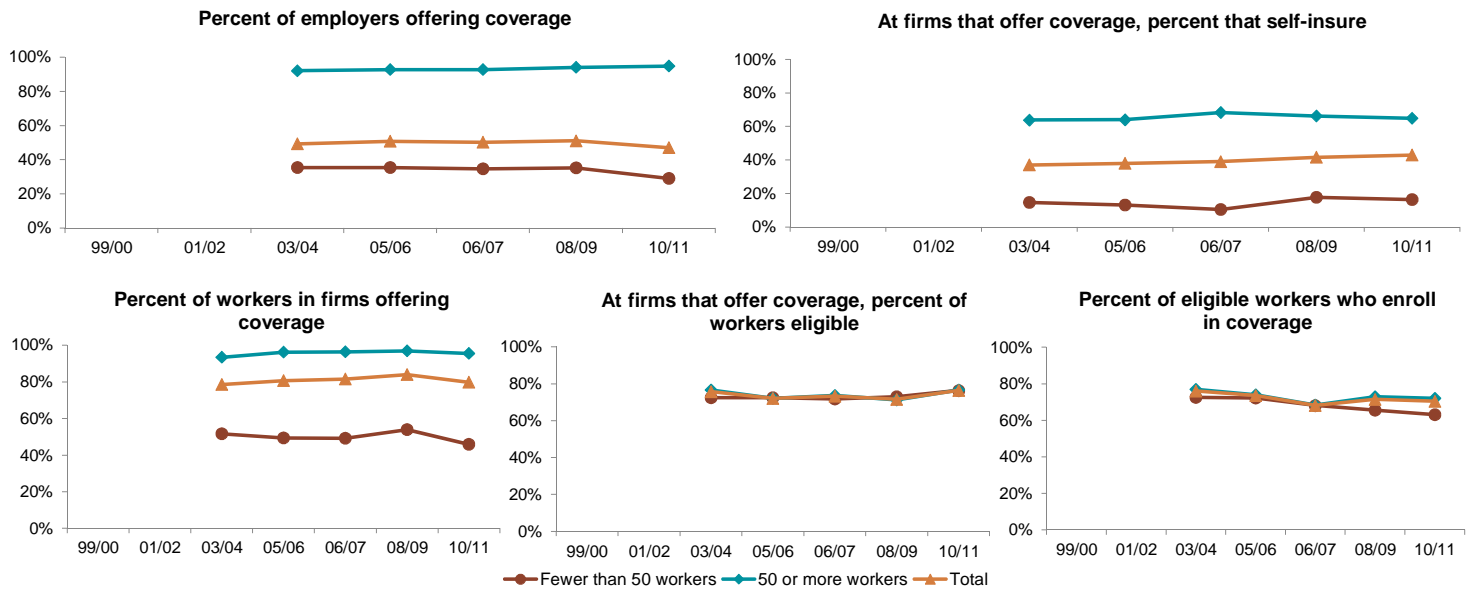 Percent of employers offering coverage
100%
80%
60%
40%
20%
0%
99/00 01/02 03/04 05/06 06/07 08/09 10/11
At firms that offer coverage, percent that self-insure
100%
80%
60%
40%
20%
0%
99/00 01/02 03/04 05/06 06/07 08/09 10/11
Percent of workers in firms offering
coverage
100%
80%
60%
40%
20%
0%
99/00 01/02 03/04 05/06 06/07 08/09 10/11
At firms that offer coverage, percent of
workers eligible
100%
80%
60%
40%
20%
0%
99/00 01/02 03/04 05/06 06/07 08/09 10/11
Percent of eligible workers who enroll
in coverage
100%
80%
60%
40%
20%
0%
99/00 01/02 03/04 05/06 06/07 08/09 10/11
Fewer than 50 workers 50 or more workers Total